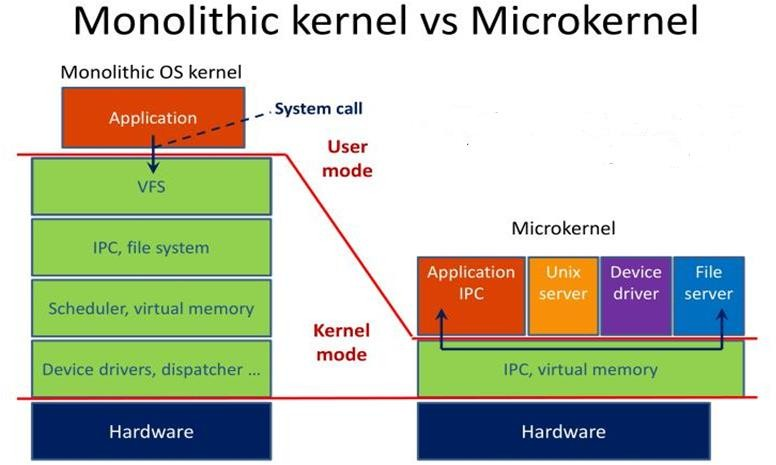 Monolithic kernel vs Microkernel
Monolithic OS kernel
Application
System call
User
mode
VFS
IPC, file system
Scheduler, virtual memory
Kernel
mode
Device drivers, dispatcher ...
Hardware
Microkernel
Application
IPC
Unix
server
Device
driver
File
server
IPC, virtual memory
Hardware